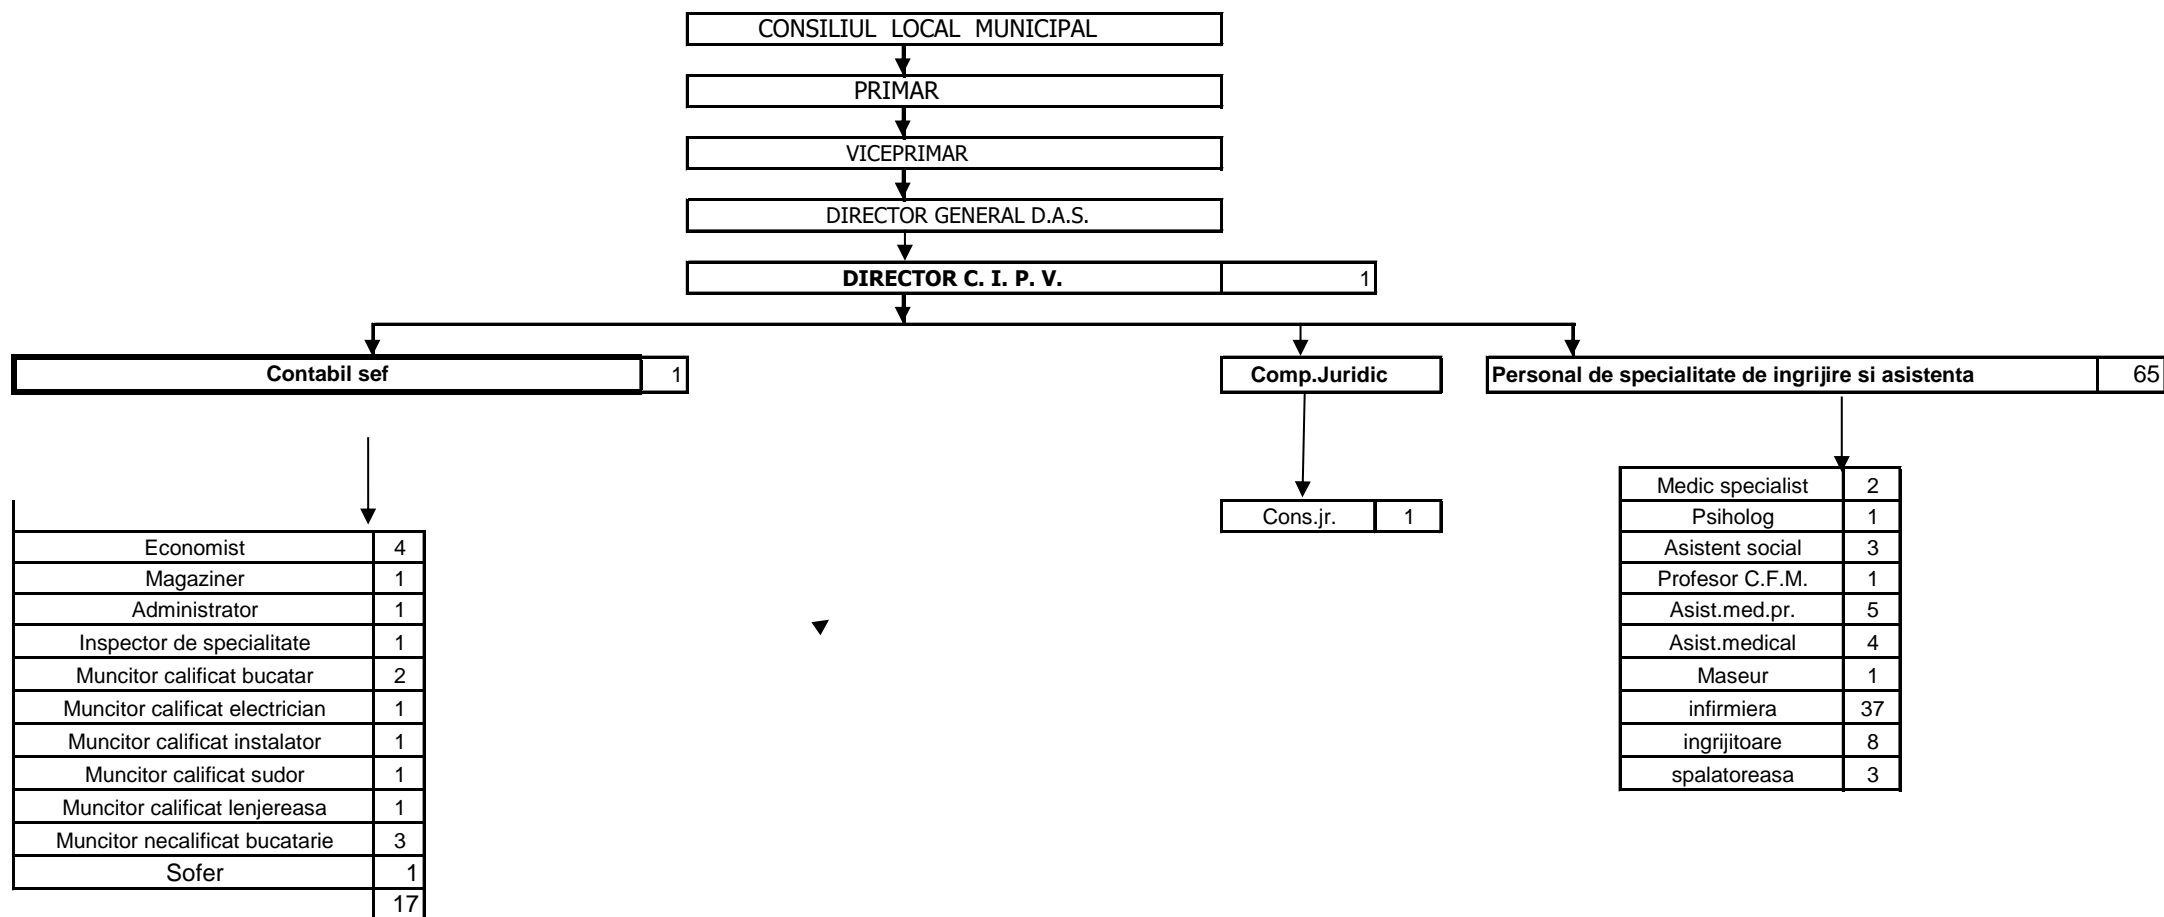 CONSILIUL LOCAL MUNICIPAL
PRIMAR
VICEPRIMAR
DIRECTOR GENERAL D.A.S.
DIRECTOR C. I. P. V. 1
Contabil sef 1
Comp.Juridic
Personal de specialitate de ingrijire si asistenta 65
Economist 4
Magaziner 1
Administrator 1
Inspector de specialitate 1
Muncitor calificat bucatar 2
Muncitor calificat electrician 1
Muncitor calificat instalator 1
Muncitor calificat sudor 1
Muncitor calificat lenjereasa 1
Muncitor necalificat bucatarie 3
Sofer 1
17
Cons.jr. 1
Medic specialist 2
Psiholog 1
Asistent social 3
Profesor C.F.M. 1
Asist.med.pr. 5
Asist.medical 4
Maseur 1
infirmiera 37
ingrijitoare 8
spalatoreasa 3